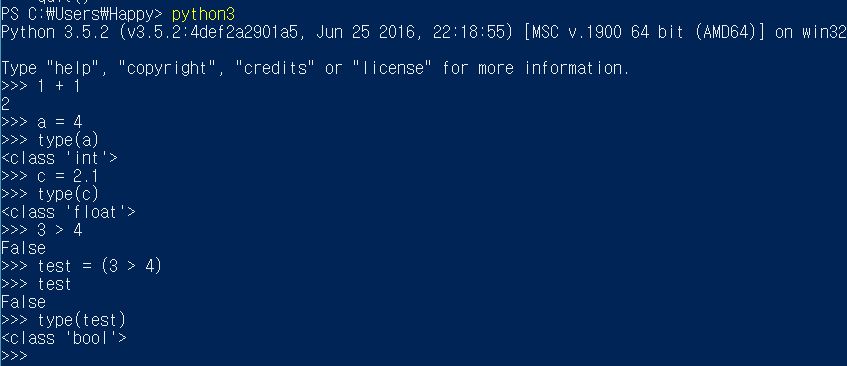 quit()
PS C:₩Users₩Happy> python3
Python 3.5.2 (v3.5.2:4def2a2901a5, Jun 25 2016, 22:18:55) [MSC v.1900 64 bit (AMD64)] on win32
Type "help", "copyright", "credits" or "license" for more information.
>>> 1 + 1
2
>>> a = 4
>>> type(a)
<class 'int'>
>>> c = 2.1
>>> type(c)
<class 'float'>
>>> 3 > 4
False
>>> test = (3 > 4)
>>> test
False
>>> type(test)
<class 'bool'>
>>>